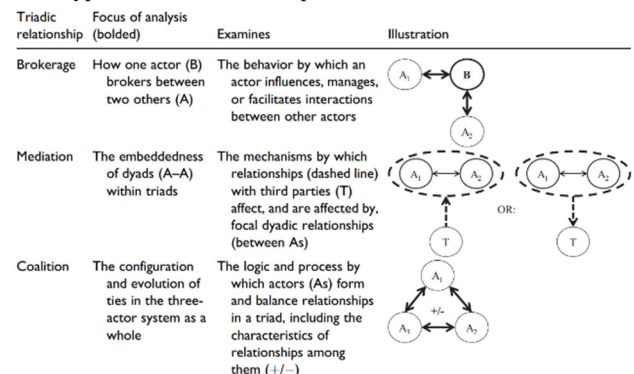 Triadic relationship
Focus of analysis (bolded)
Examines
Illustration
Brokerage
How one actor (B)
brokers between
two others (A)
The behavior by which an
actor influences, manages,
or facilitates interactions
between other actors
A1
B
A2
Mediation
The embeddedness
of dyads (A–A)
within triads
The mechanisms by which
relationships (dashed line)
with third parties (T)
affect, and are affected by,
focal dyadic relationships
(between As)
A1
A2
T
OR:
A1
A2
T
Coalition
The configuration
and evolution of
ties in the three-
actor system as a
whole
The logic and process by
which actors (As) form
and balance relationships
in a triad, including the
characteristics of
relationships among
them (+/−)
A1
+/-
A3
A2